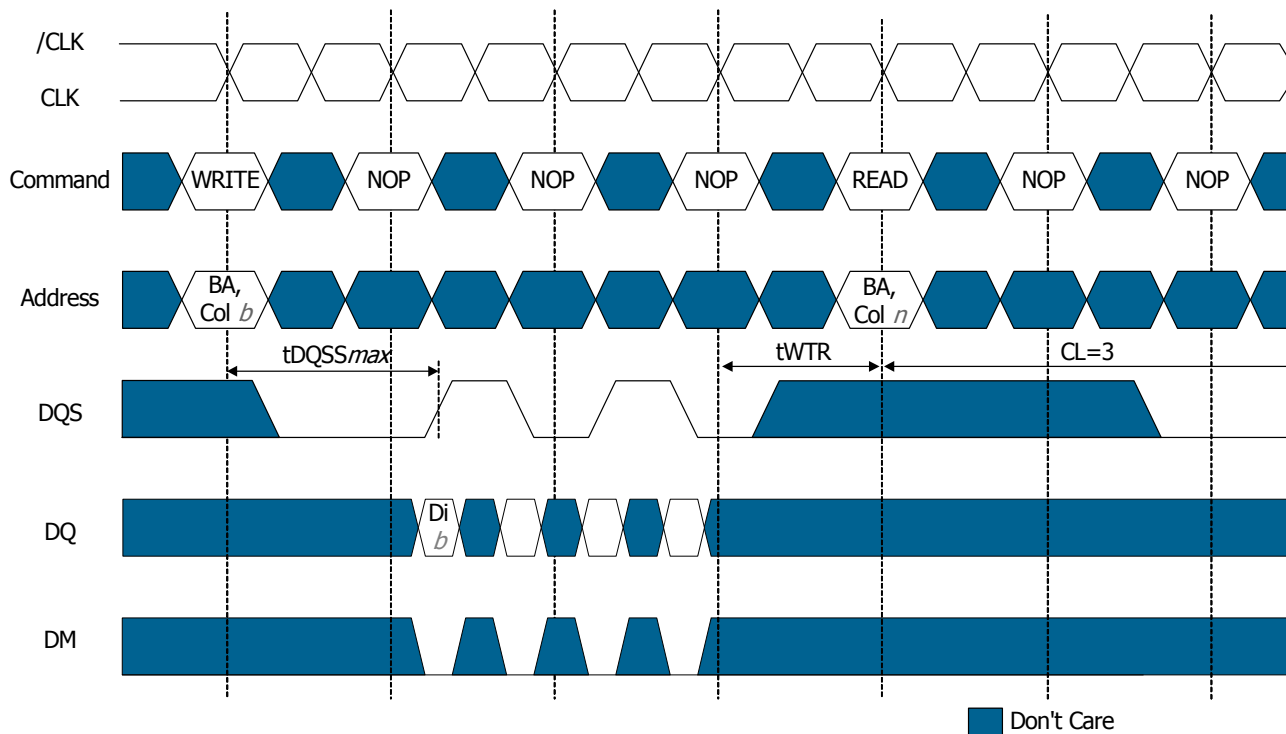 /CLK
CLK
Command
WRITE
NOP
NOP
NOP
READ
NOP
NOP
Address
BA,
Col b
BA,
Col n
tDQSSmax
tWTR
CL=3
DQS
DQ
Di
b
DM
Don't Care